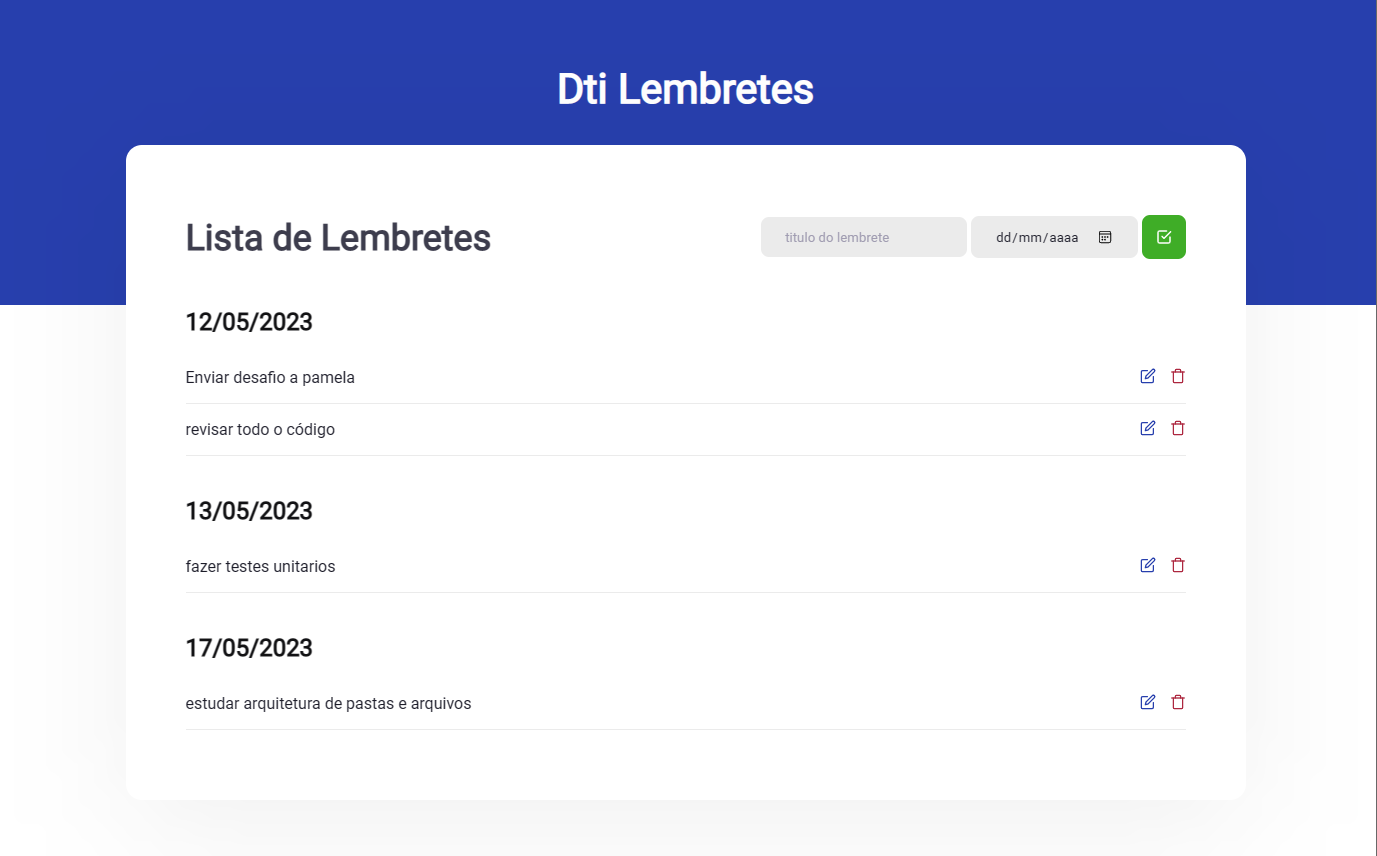 Dti Lembretes
Lista de Lembretes
titulo do lembrete
dd/mm/aaaa
12/05/2023
Enviar desafio a pamela
revisar todo o código
13/05/2023
fazer testes unitarios
17/05/2023
estudar arquitetura de pastas e arquivos